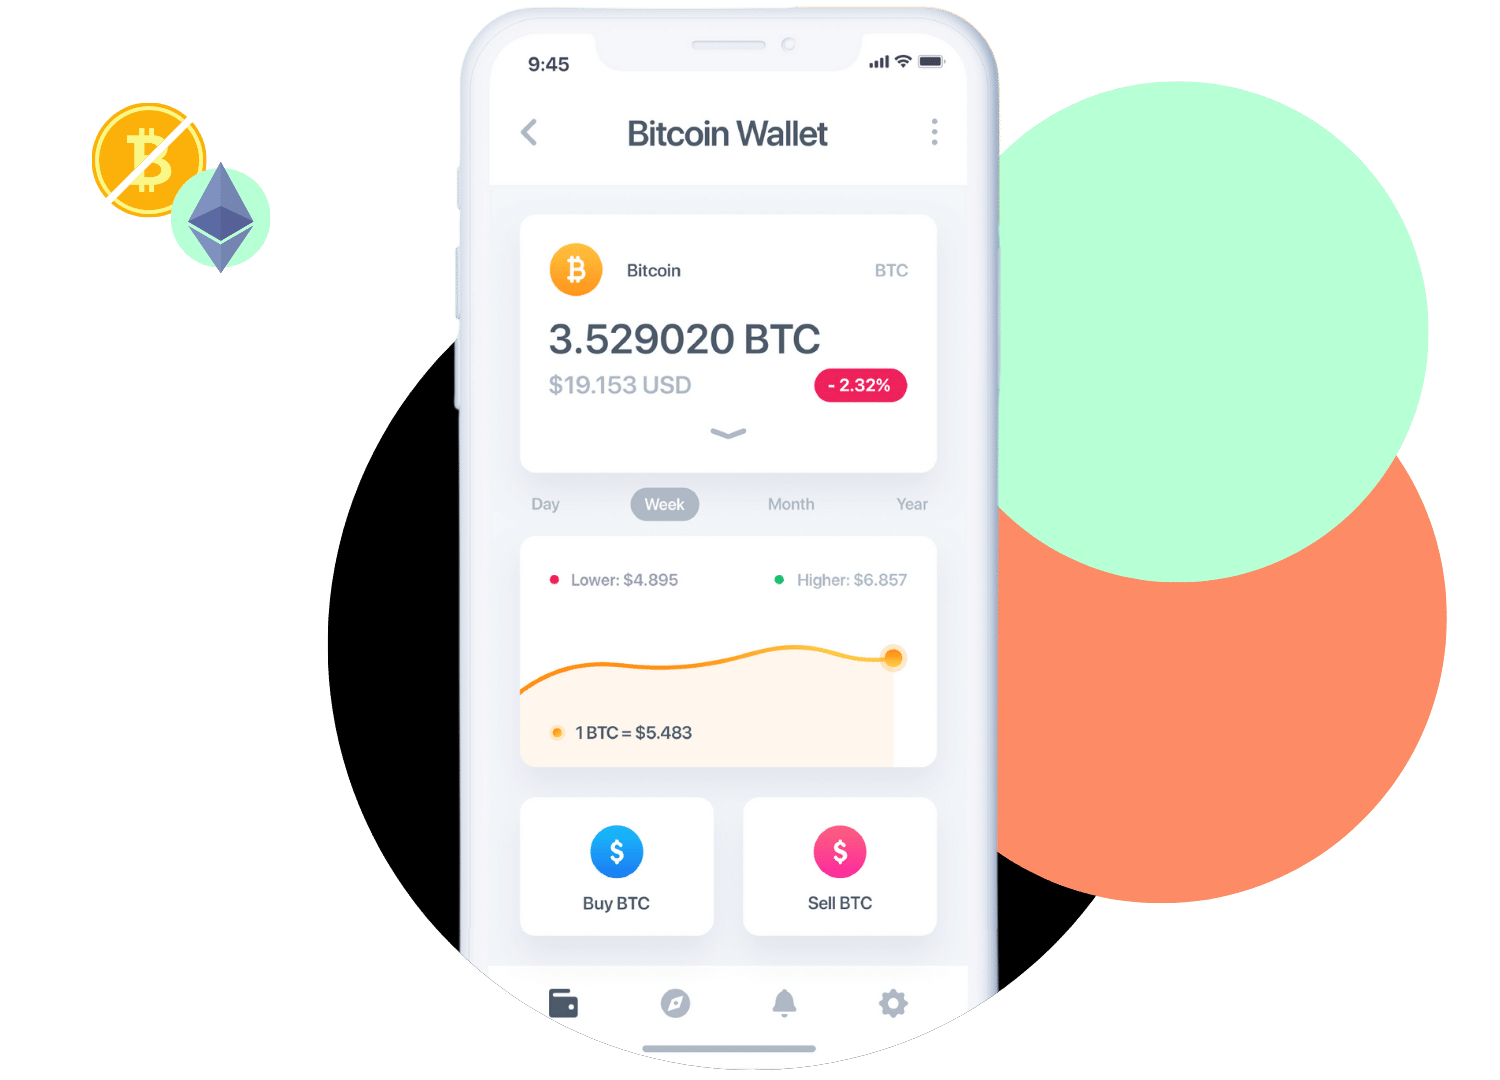 9:45
Bitcoin Wallet
Bitcoin BTC
3.529020 BTC
$19.153 USD - 2.32%
Day Week Month Year
Lower: $4.895 Higher: $6.857
1 BTC = $5.483
Buy BTC Sell BTC